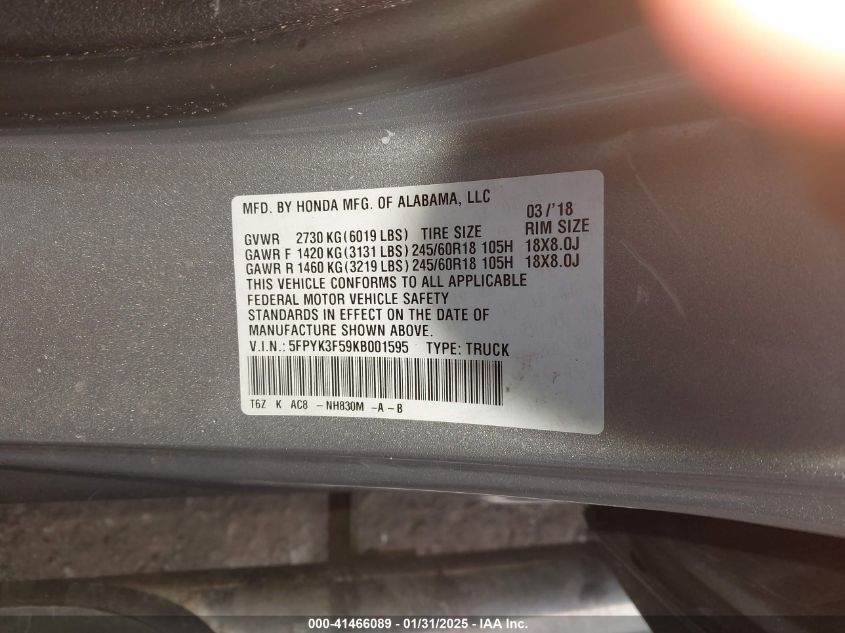 MFD. BY HONDA MFG. OF ALABAMA, LLC
03/'18
GVWR 2730 KG(6019 LBS) TIRE SIZE RIM SIZE
GAWR F 1420 KG(3131 LBS) 245/60R18 105H 18X8.0J
GAWR R 1460 KG(3219 LBS) 245/60R18 105H 18X8.0J
THIS VEHICLE CONFORMS TO ALL APPLICABLE
FEDERAL MOTOR VEHICLE SAFETY
STANDARDS IN EFFECT ON THE DATE OF
MANUFACTURE SHOWN ABOVE.
V.I.N.: 5FPYK3F59KB001595 TYPE: TRUCK
T6Z K AC8 -NH830M -A-B
000-41466089 - 01/31/2025 - IAA Inc.